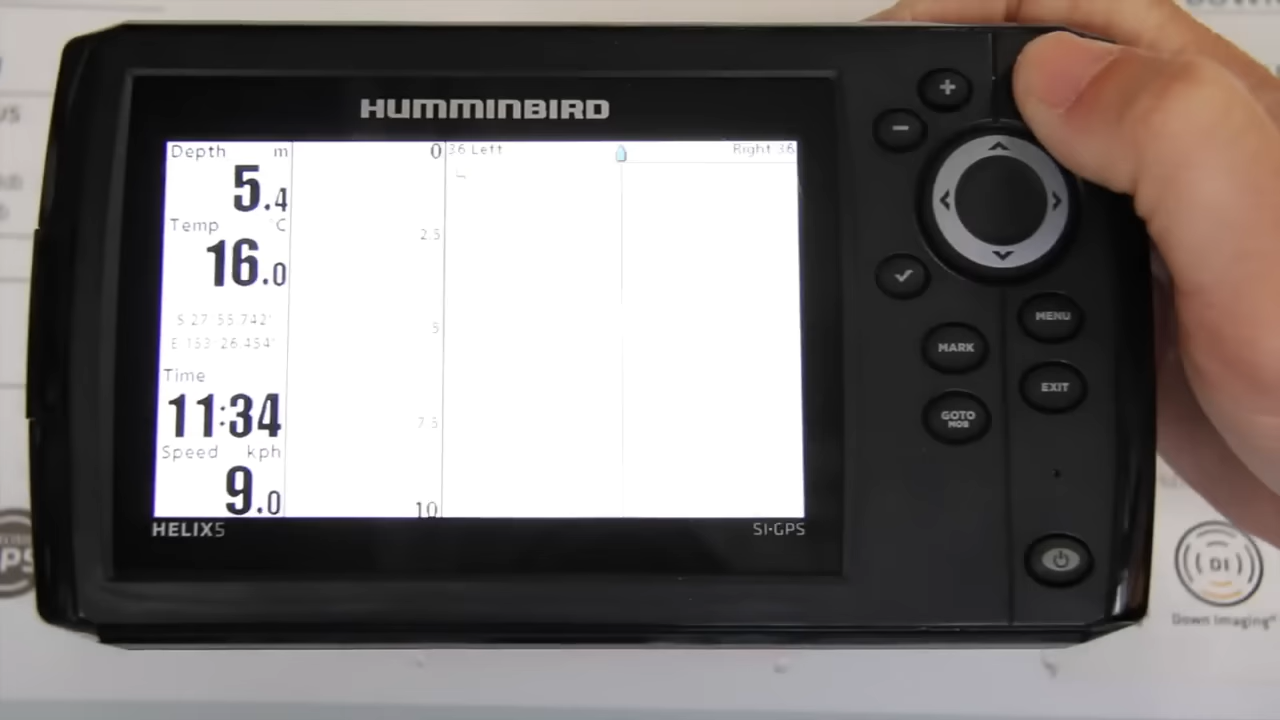 HUMMINBIRD
Depth m
5.4
Temp °C
16.0
S 27° 55.742'
E 153° 26.454'
Time
11:34
Speed kph
9.0
0
2.5
5
7.5
10
36 Left
Right 36
HELIX5
SI·GPS
+
-
MENU
MARK
EXIT
GOTO
MOB
DI
Down Imaging®